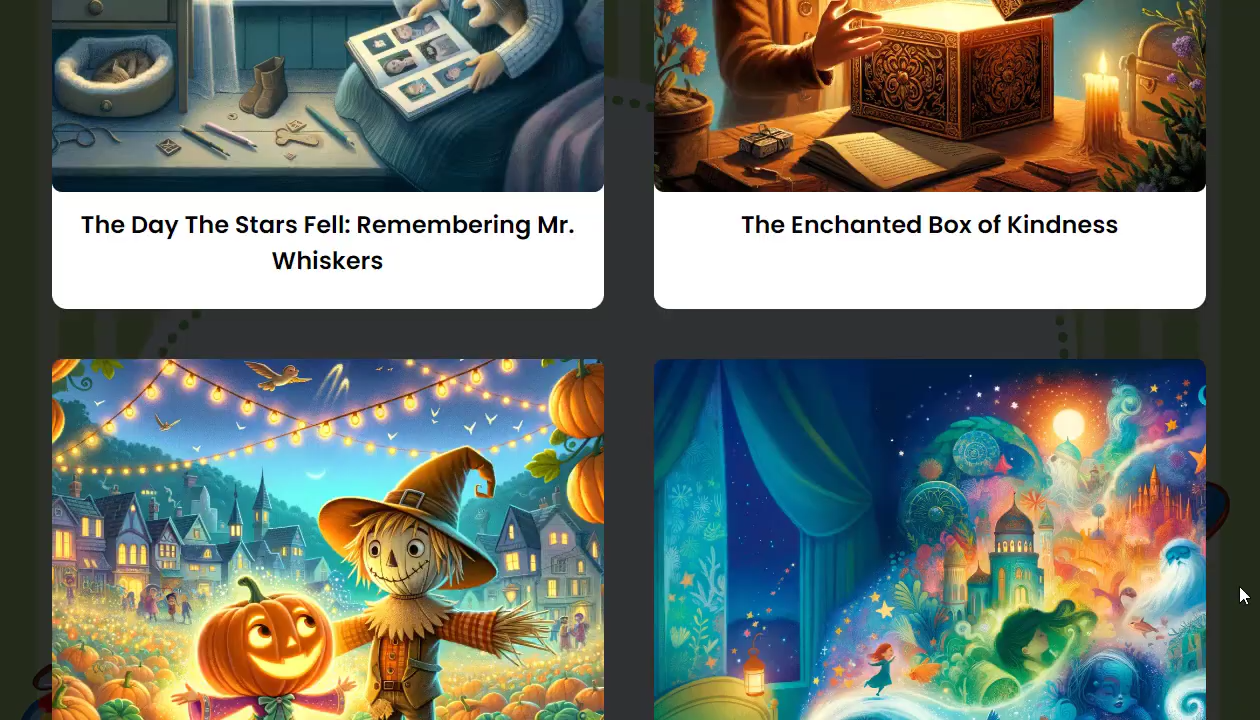 The Day The Stars Fell: Remembering Mr.
Whiskers
The Enchanted Box of Kindness